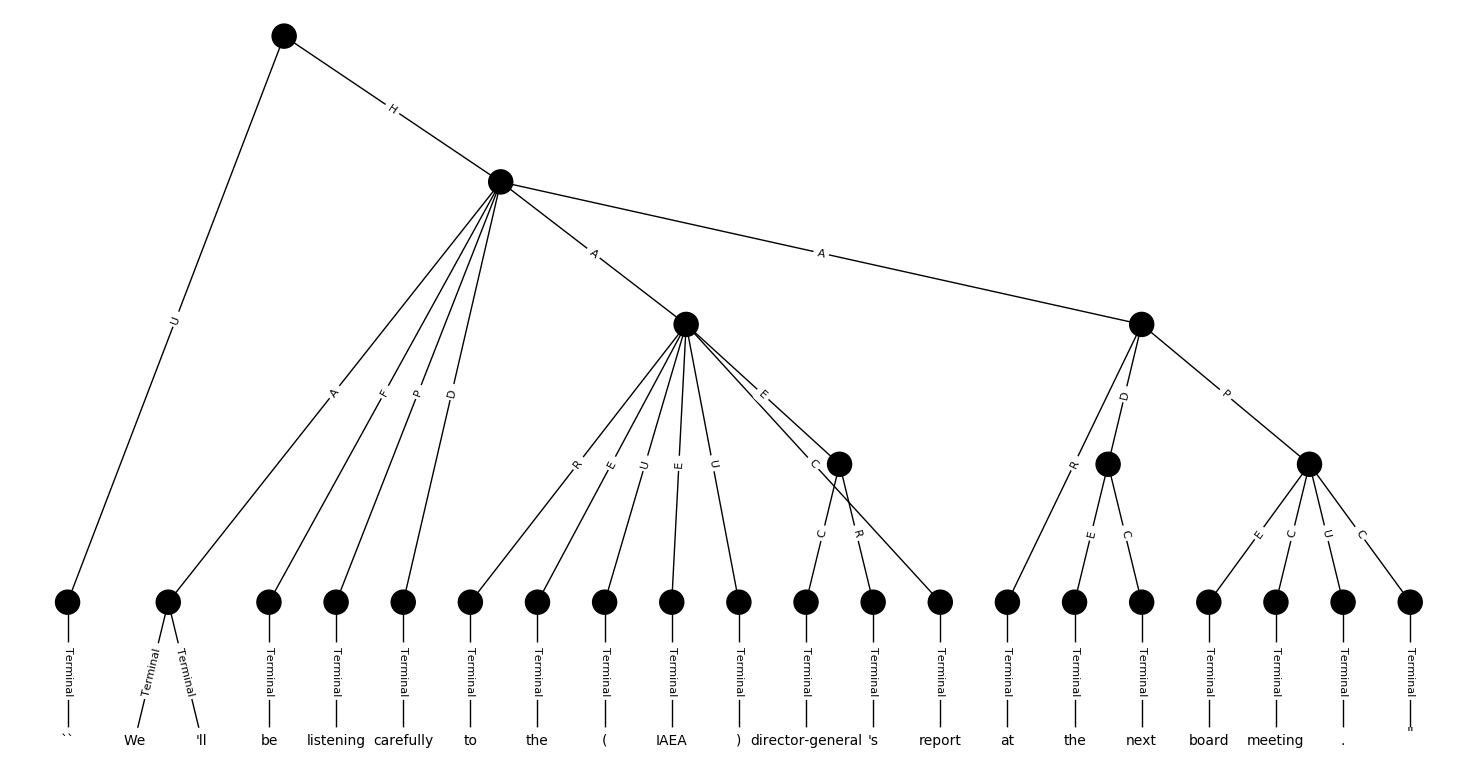 H
A
A
U
A
F
P
D
E
D
P
R
E
U
E
U
C
R
C
R
E
C
E
C
U
C
Terminal Terminal Terminal Terminal Terminal Terminal Terminal Terminal Terminal Terminal Terminal Terminal Terminal Terminal Terminal Terminal Terminal Terminal Terminal Terminal Terminal
`` We 'll be listening carefully to the ( IAEA ) director-general 's report at the next board meeting . "